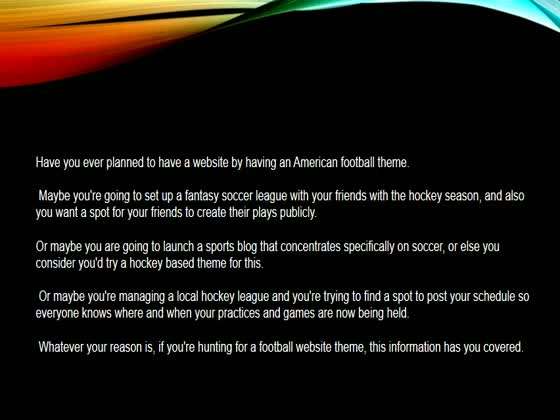 Have you ever planned to have a website by having an American football theme.
Maybe you're going to set up a fantasy soccer league with your friends with the hockey season, and also
you want a spot for your friends to create their plays publicly.
Or maybe you are going to launch a sports blog that concentrates specifically on soccer, or else you
consider you'd try a hockey based theme for this.
Or maybe you're managing a local hockey league and you're trying to find a spot to post your schedule so
everyone knows where and when your practices and games are now being held.
Whatever your reason is, if you're hunting for a football website theme, this information has you covered.